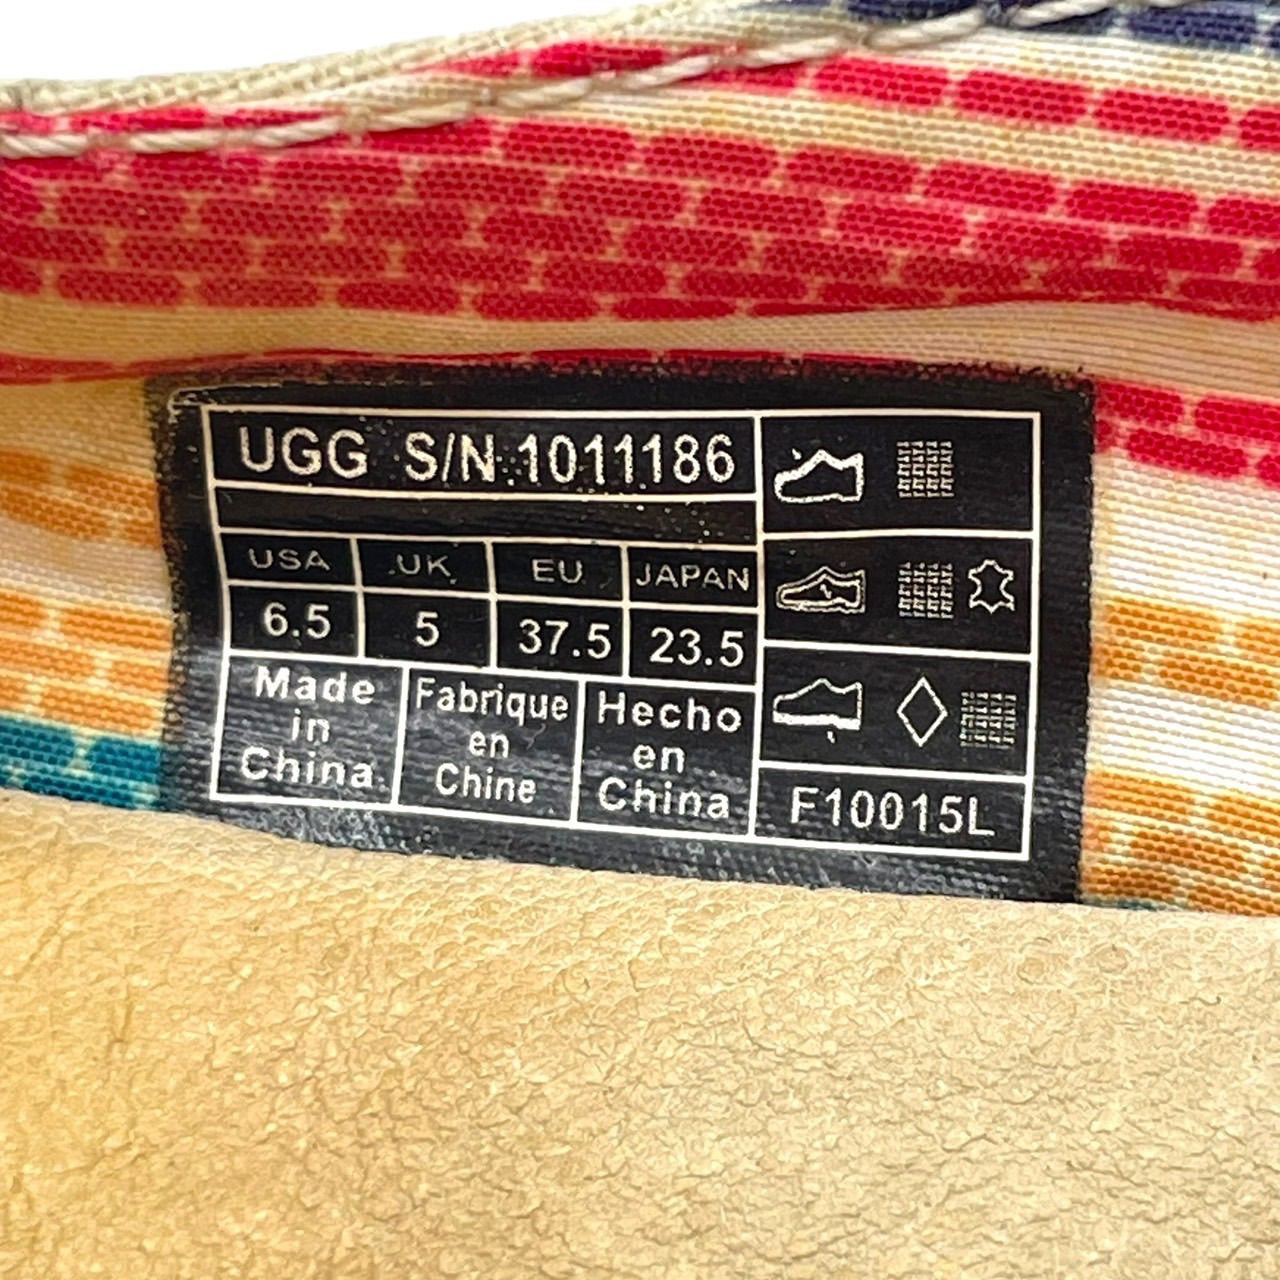 UGG S/N 1011186
USA UK EU JAPAN
6.5 5 37.5 23.5
Made
in
China
Fabrique
en
Chine
Hecho
en
China
F10015L